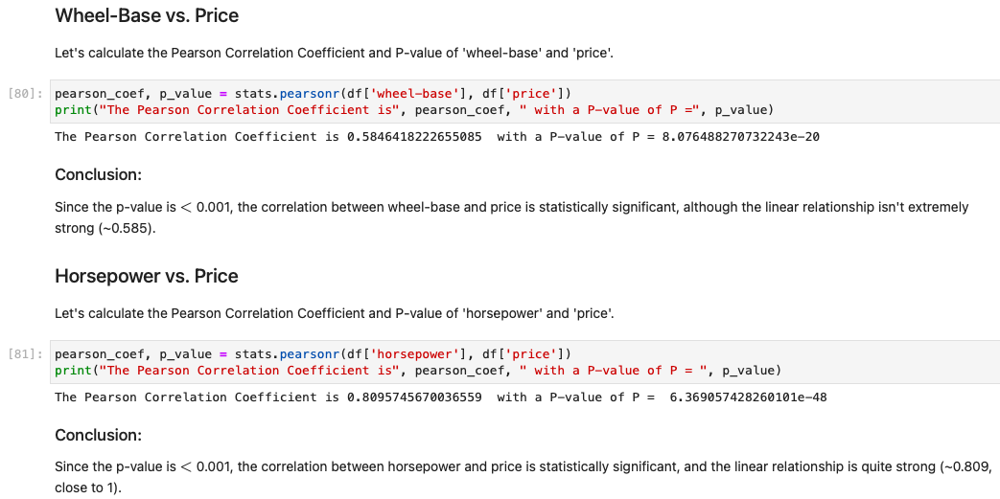 Wheel-Base vs. Price
Let's calculate the Pearson Correlation Coefficient and P-value of 'wheel-base' and 'price'.
[80]: pearson_coef, p_value = stats.pearsonr(df['wheel-base'], df['price'])
print("The Pearson Correlation Coefficient is", pearson_coef, " with a P-value of P =", p_value)
The Pearson Correlation Coefficient is 0.5846418222655085  with a P-value of P = 8.076488270732243e-20
Conclusion:
Since the p-value is < 0.001, the correlation between wheel-base and price is statistically significant, although the linear relationship isn't extremely
strong (~0.585).
Horsepower vs. Price
Let's calculate the Pearson Correlation Coefficient and P-value of 'horsepower' and 'price'.
[81]: pearson_coef, p_value = stats.pearsonr(df['horsepower'], df['price'])
print("The Pearson Correlation Coefficient is", pearson_coef, " with a P-value of P = ", p_value)
The Pearson Correlation Coefficient is 0.8095745670036559  with a P-value of P =  6.369057428260101e-48
Conclusion:
Since the p-value is < 0.001, the correlation between horsepower and price is statistically significant, and the linear relationship is quite strong (~0.809,
close to 1).